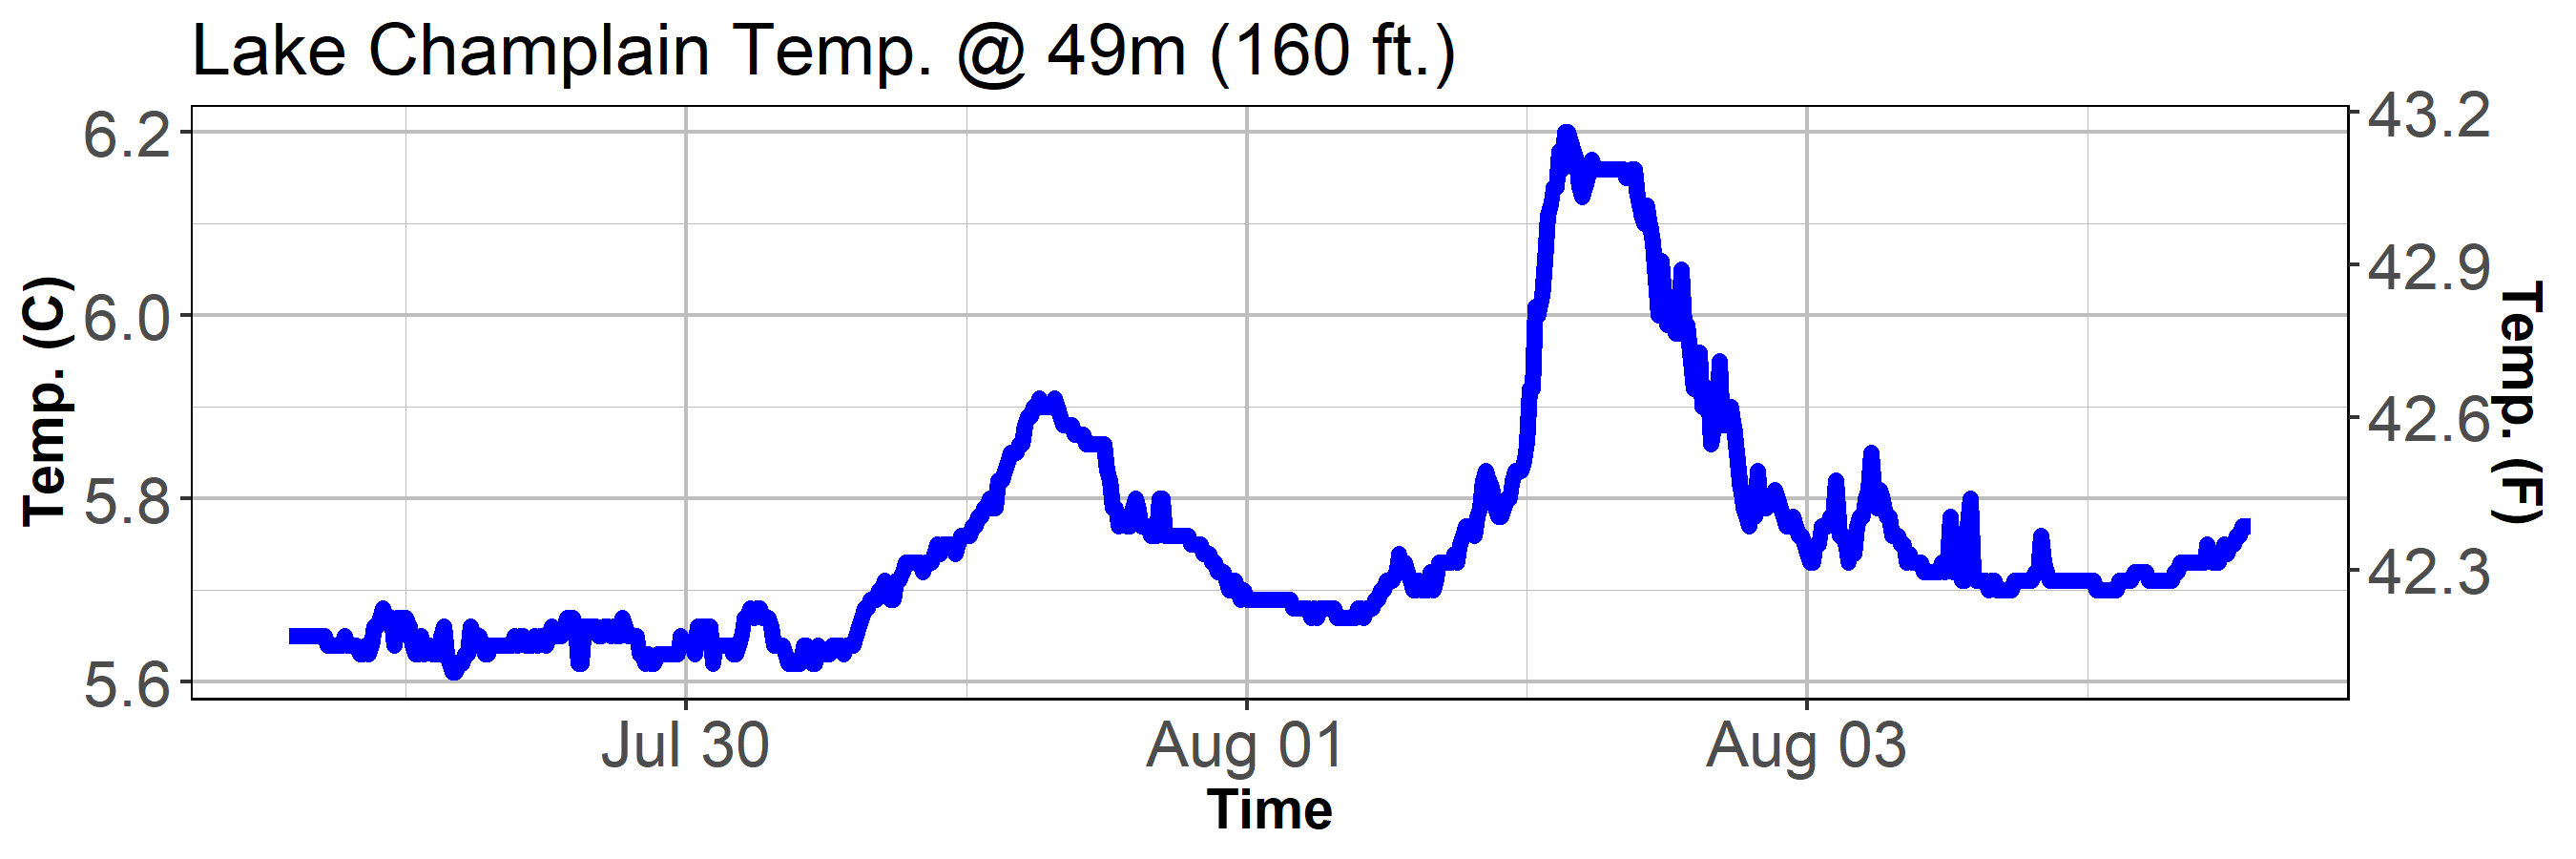 Lake Champlain Temp. @ 49m (160 ft.)
Temp. (C)
6.2
6.0
5.8
5.6
43.2
42.9
42.6
42.3
Temp. (F)
Jul 30
Aug 01
Aug 03
Time